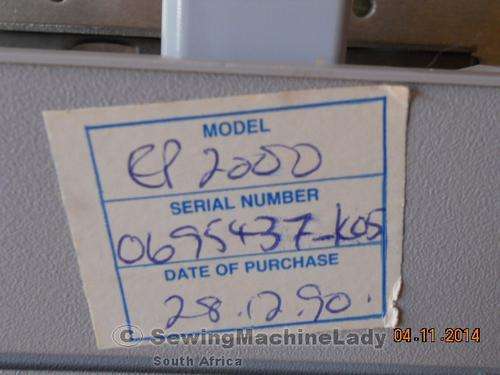 MODEL
EP 2000
SERIAL NUMBER
0695437-K05
DATE OF PURCHASE
28.12.90.
© SewingMachineLady 04-11-2014
South Africa